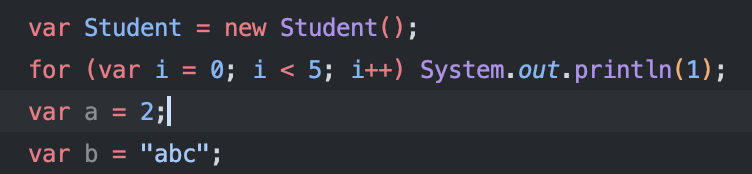 var Student = new Student();
for (var i = 0; i < 5; i++) System.out.println(1);
var a = 2;
var b = "abc";